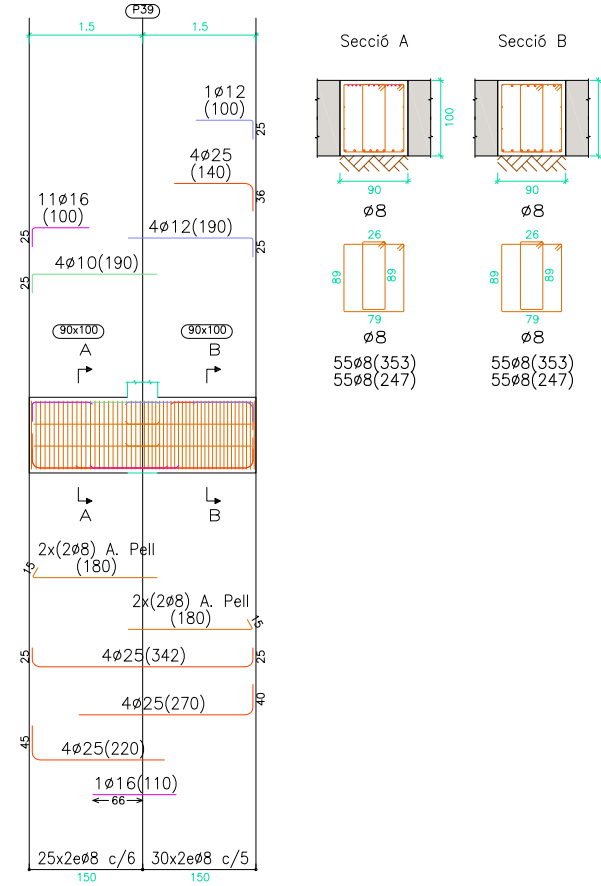 P39
1.5 1.5
Secció A
Secció B
1ø12
(100)
25
100
100
4ø25
(140)
36
90
90
11ø16
(100)
25
ø8
ø8
4ø12(190)
25
26
26
4ø10(190)
25
89
89
89
89
79
79
ø8
ø8
90x100
90x100
A
B
55ø8(353)
55ø8(247)
55ø8(353)
55ø8(247)
A
B
2x(2ø8) A. Pell
(180)
15
2x(2ø8) A. Pell
(180)
15
4ø25(342)
25
25
4ø25(270)
40
4ø25(220)
45
1ø16(110)
66
25x2eø8 c/6
30x2eø8 c/5
150
150